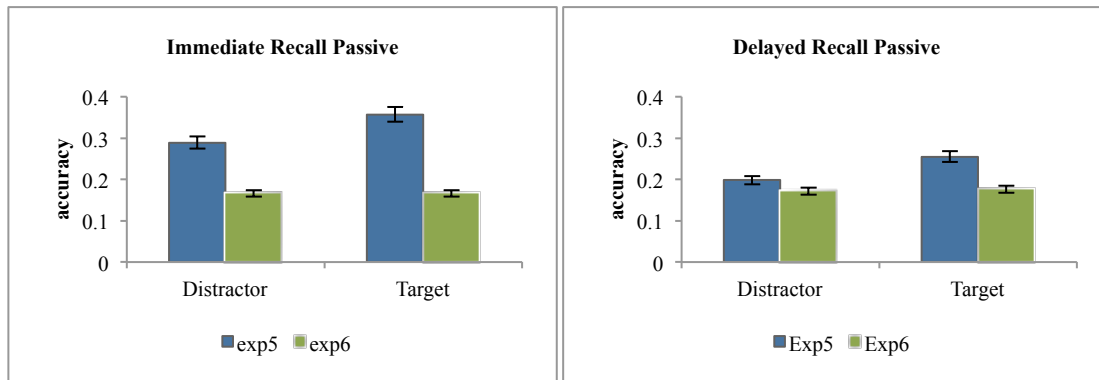 Immediate Recall Passive
accuracy
0.4
0.3
0.2
0.1
0
Distractor
Target
exp5
exp6
Delayed Recall Passive
accuracy
0.4
0.3
0.2
0.1
0
Distractor
Target
Exp5
Exp6